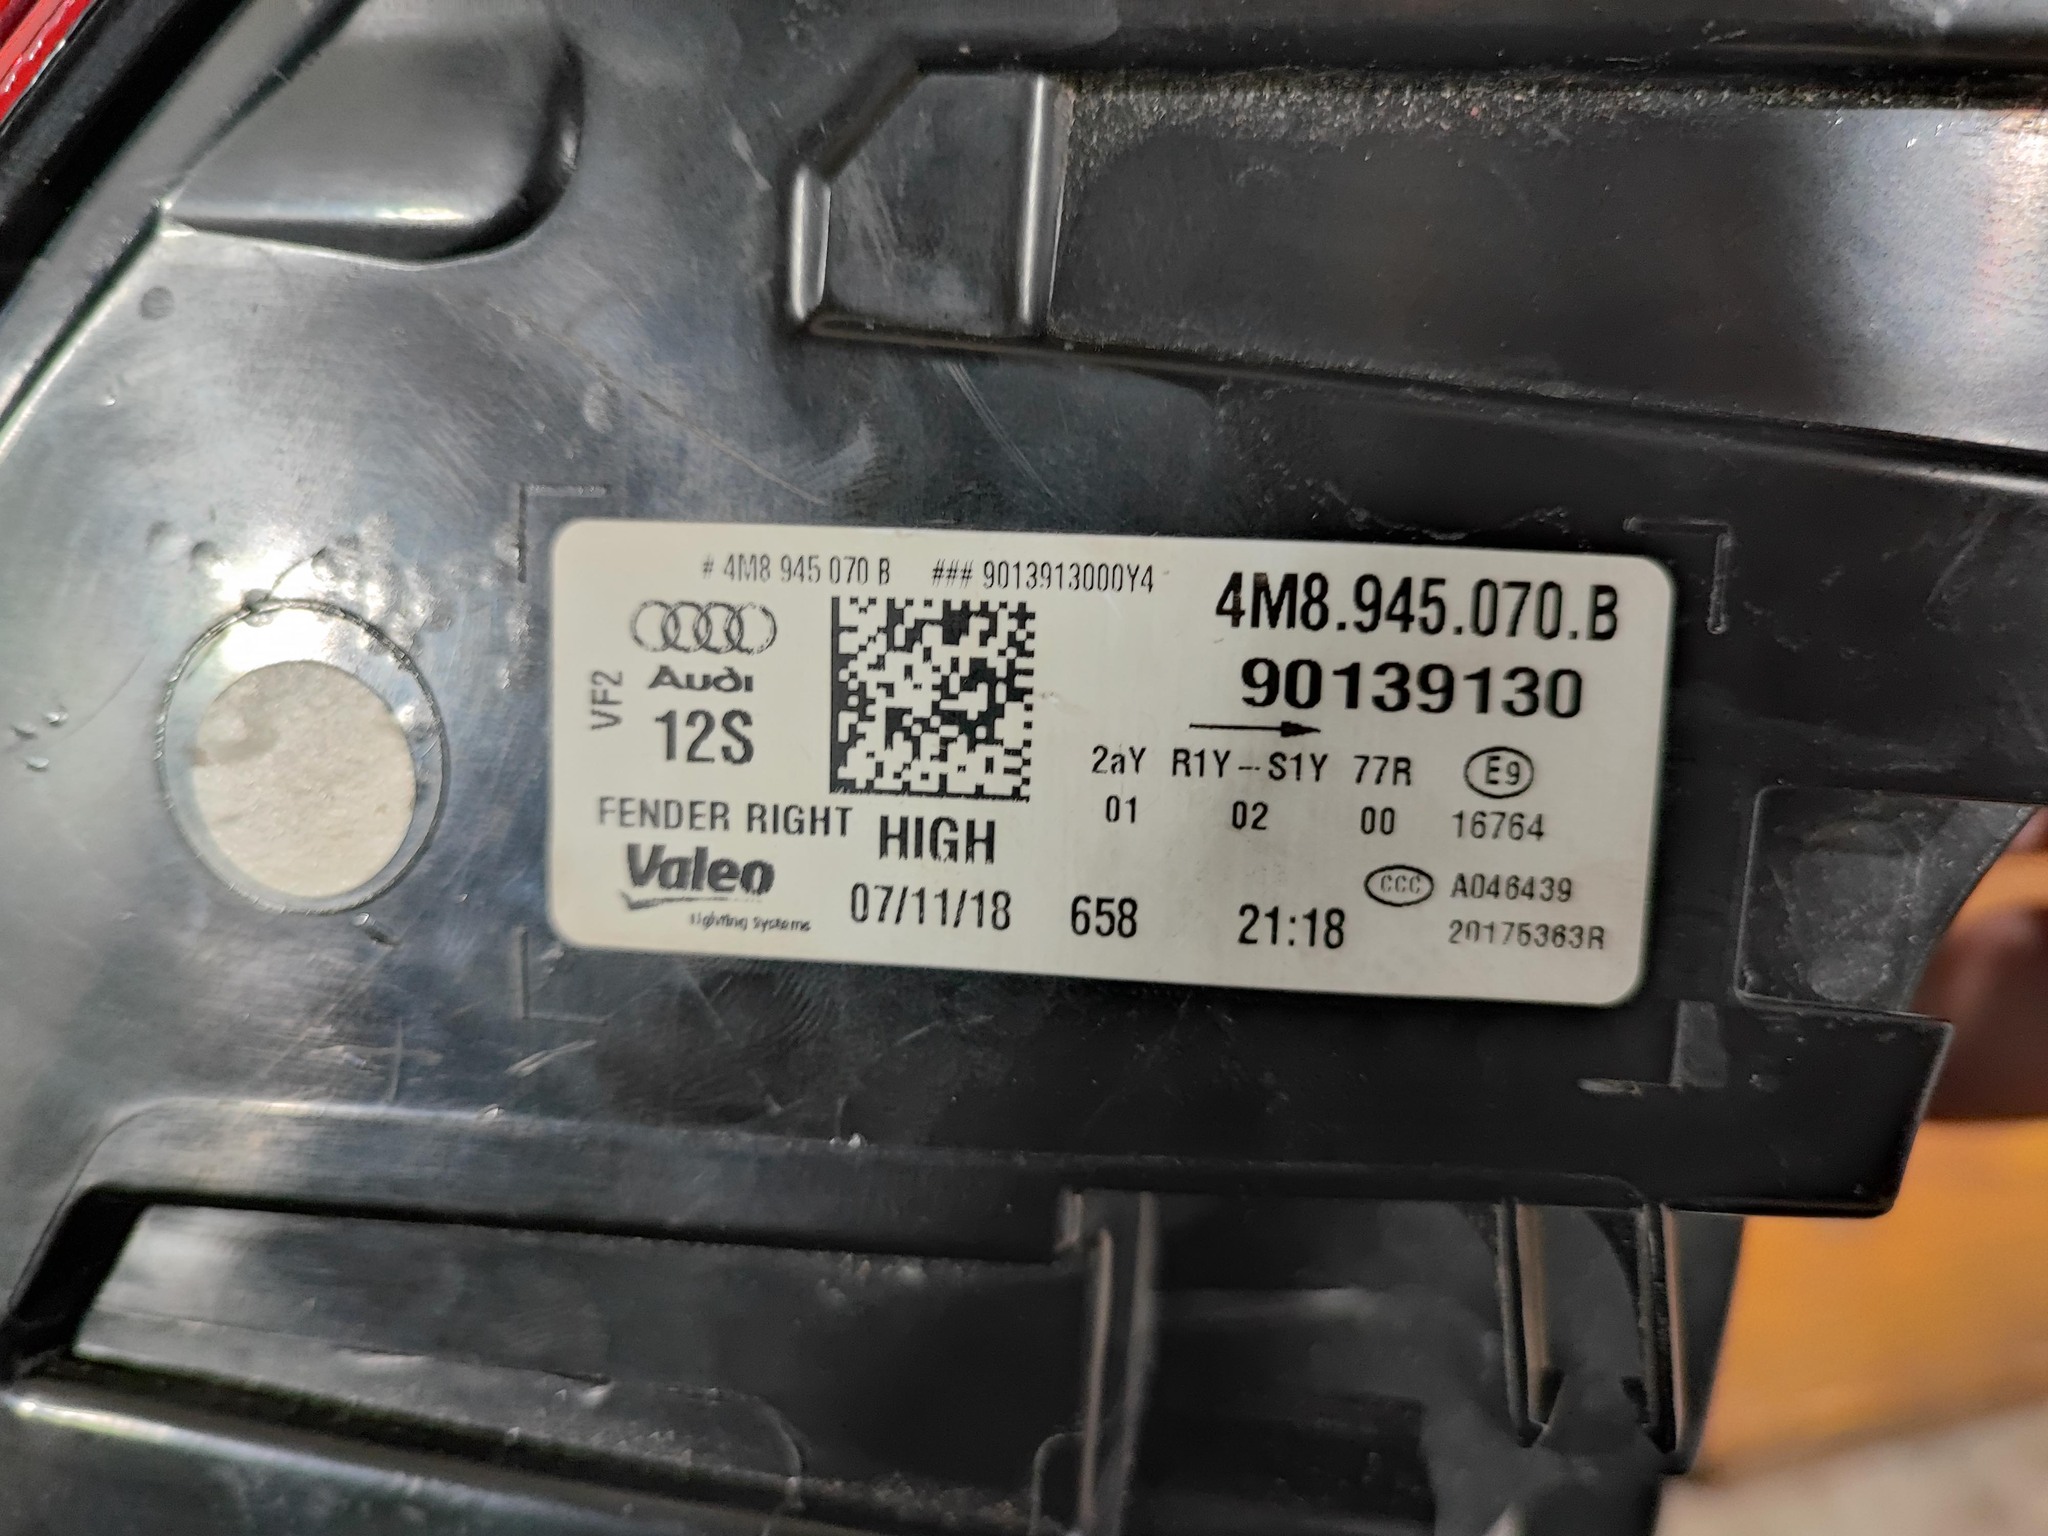 # 4M8 945 070 B ### 9013913000Y4
4M8.945.070.B
90139130
Audi
VF2
12S
2aY R1Y--S1Y 77R E9
01 02 00 16764
FENDER RIGHT HIGH
CCC A046439
Valeo
Lighting Systems
07/11/18 658 21:18
20175363R